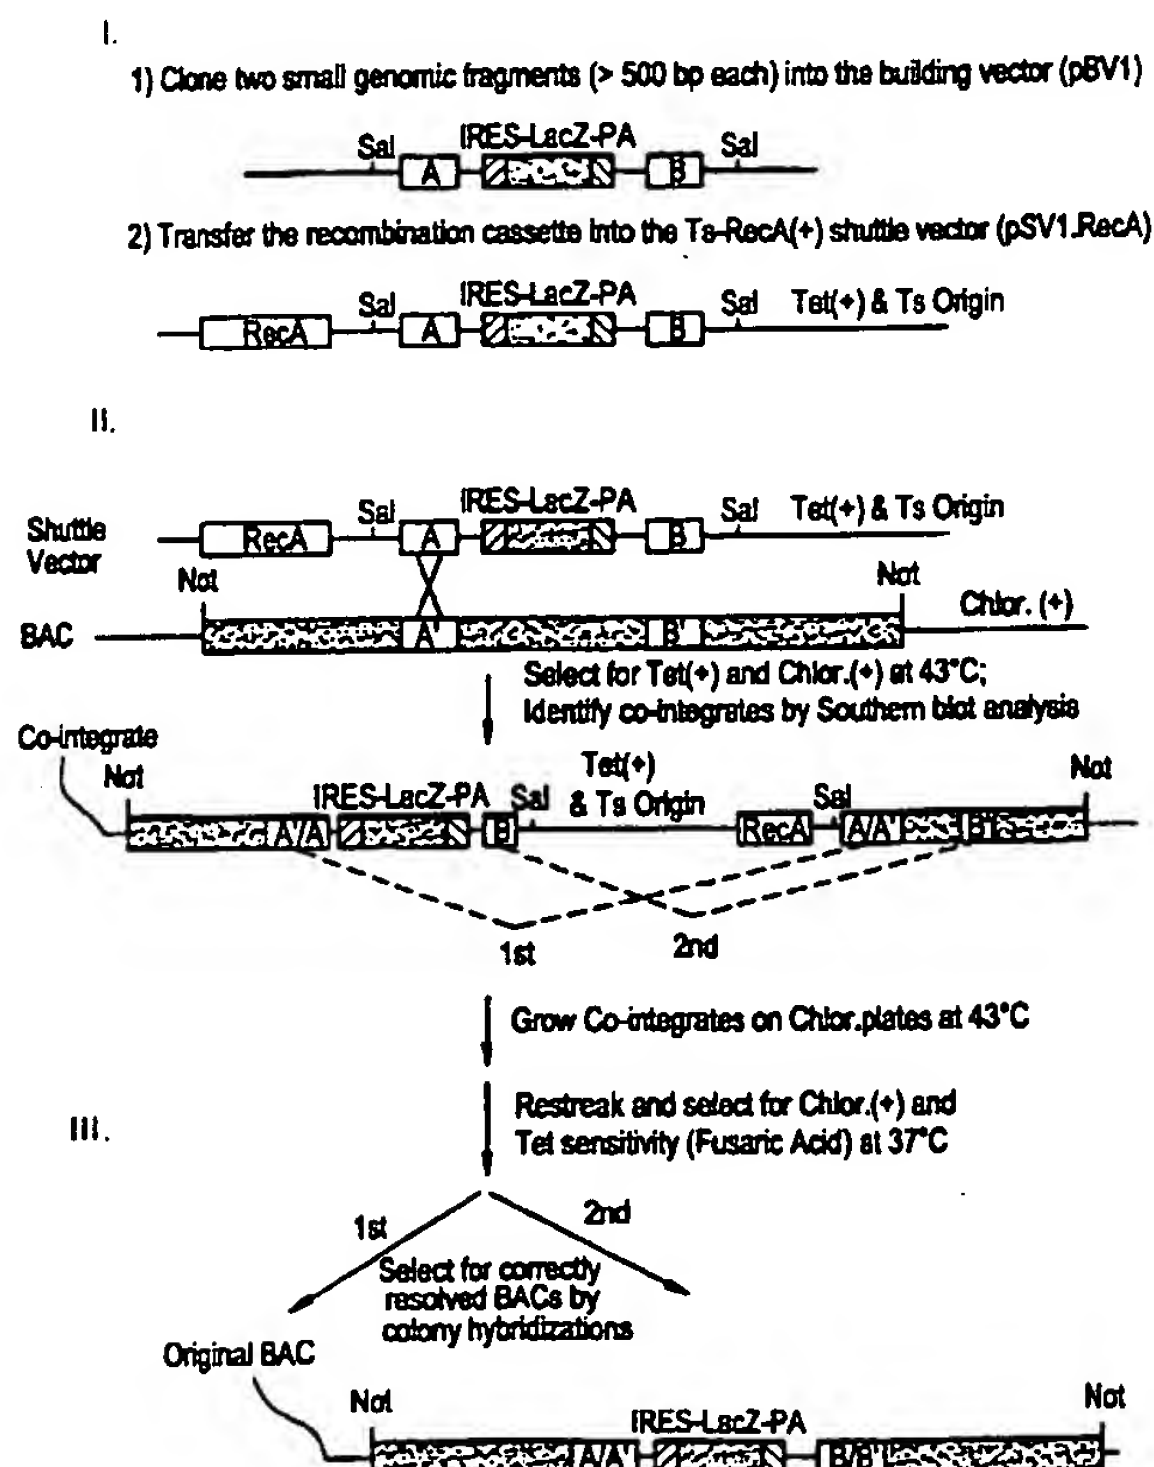 I.
1) Clone two small genomic fragments (> 500 bp each) into the building vector (pBV1)
IRES-LacZ-PA
Sal
Sal
A
B
2) Transfer the recombination cassette into the Ts-RecA(+) shuttle vector (pSV1.RecA)
IRES-LacZ-PA
Sal
Sal
Tet(+) & Ts Origin
RecA
A
B
II.
IRES-LacZ-PA
Sal
Sal
Tet(+) & Ts Origin
Shuttle
Vector
RecA
A
B
Not
Not
Chlor. (+)
BAC
A'
B'
Select for Tet(+) and Chlor.(+) at 43°C;
Identify co-integrates by Southern blot analysis
Co-integrate
Not
Tet(+)
& Ts Origin
Not
IRES-LacZ-PA
Sal
Sal
A'/A
B
RecA
A/A'
B'
1st
2nd
Grow Co-integrates on Chlor.plates at 43°C
III.
Restreak and select for Chlor.(+) and
Tet sensitivity (Fusaric Acid) at 37°C
1st
2nd
Select for correctly
resolved BACs by
colony hybridizations
Original BAC
Not
Not
IRES-LacZ-PA
A/A'
B/B'